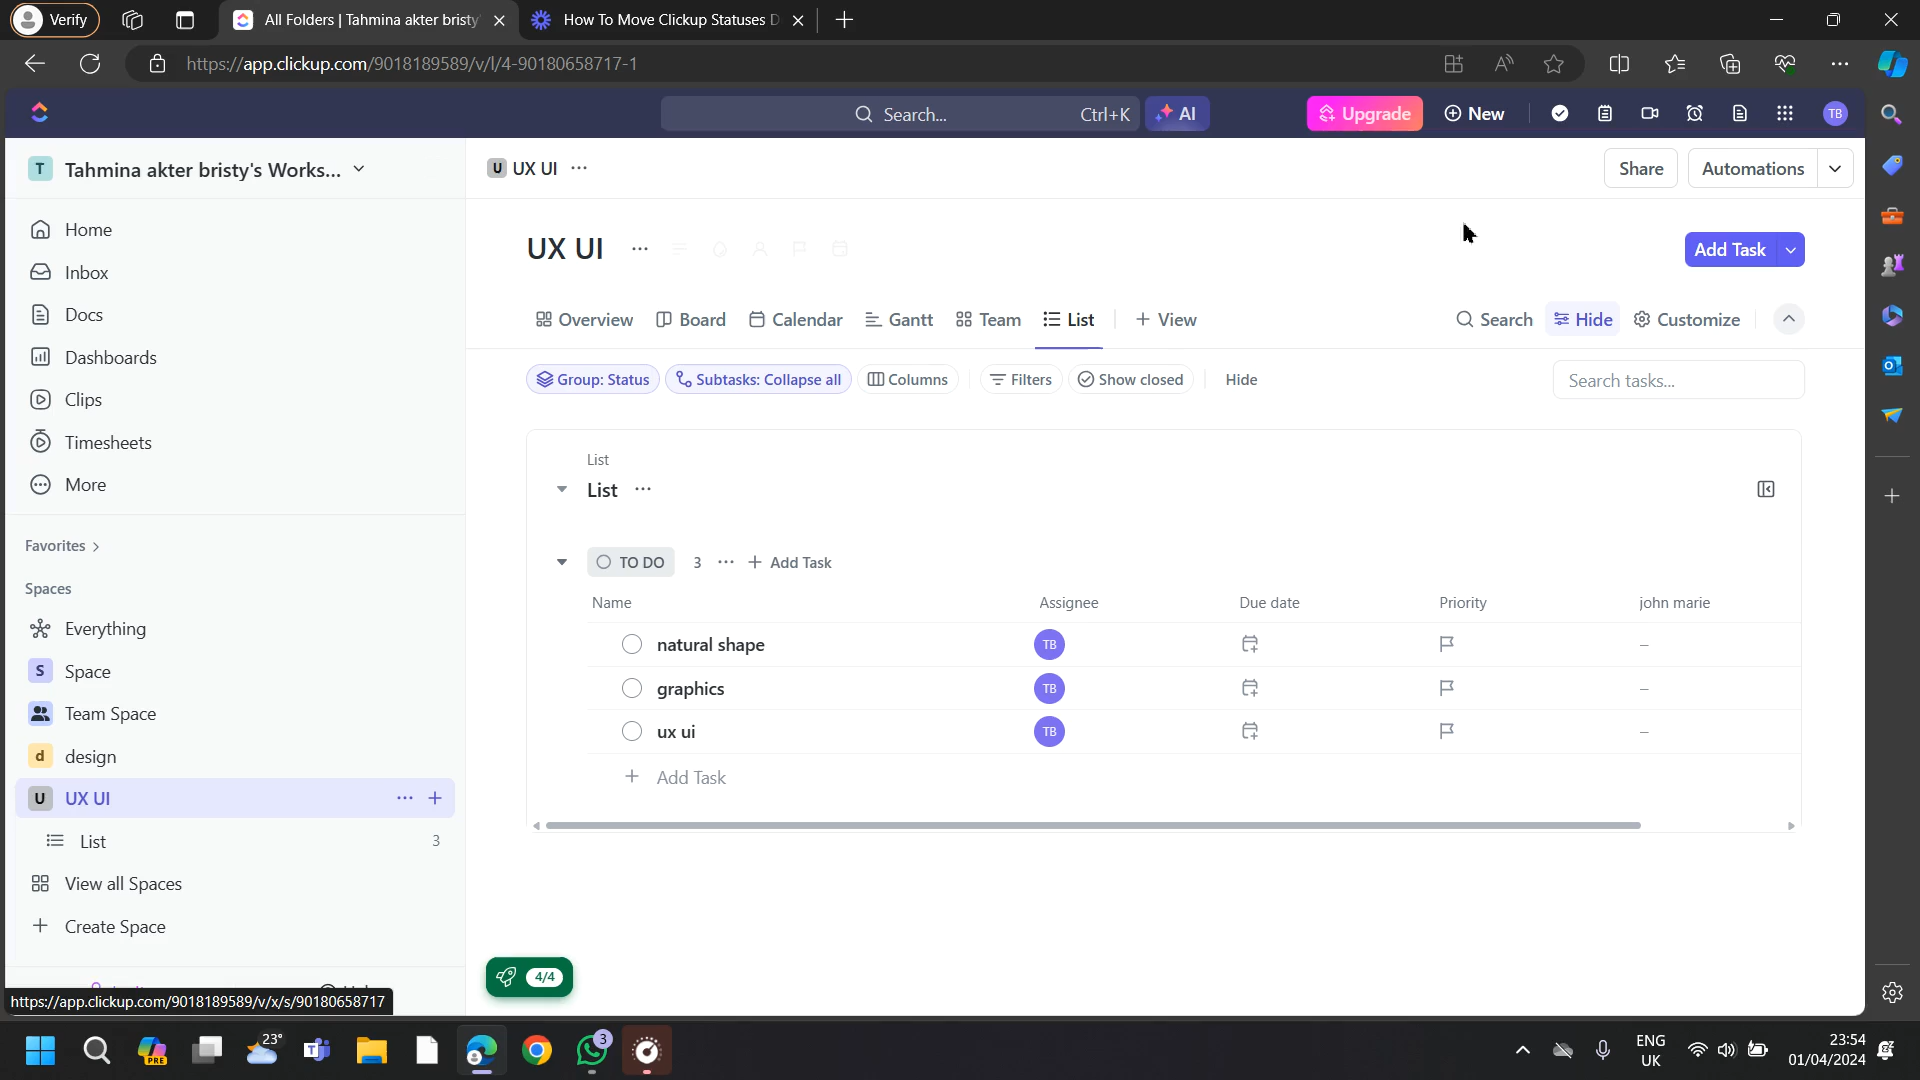 Verify
All Folders | Tahmina akter bristy'
How To Move Clickup Statuses D
https://app.clickup.com/9018189589/v/l/4-90180658717-1
Search...
Ctrl+K
AI
Upgrade
New
TB
T
Tahmina akter bristy's Works...
U UX UI
Share
Automations
Home
Inbox
Docs
Dashboards
Clips
Timesheets
More
Favorites
Spaces
Everything
S Space
Team Space
d design
U UX UI
List 3
View all Spaces
Create Space
https://app.clickup.com/9018189589/v/x/s/90180658717
UX UI
Add Task
Overview
Board
Calendar
Gantt
Team
List
View
Search
Hide
Customize
Group: Status
Subtasks: Collapse all
Columns
Filters
Show closed
Hide
Search tasks...
List
List
TO DO 3
Add Task
Name Assignee Due date Priority john marie
natural shape TB –
graphics TB –
ux ui TB –
Add Task
4/4
PRE
23°
3
ENG
UK
23:54
01/04/2024